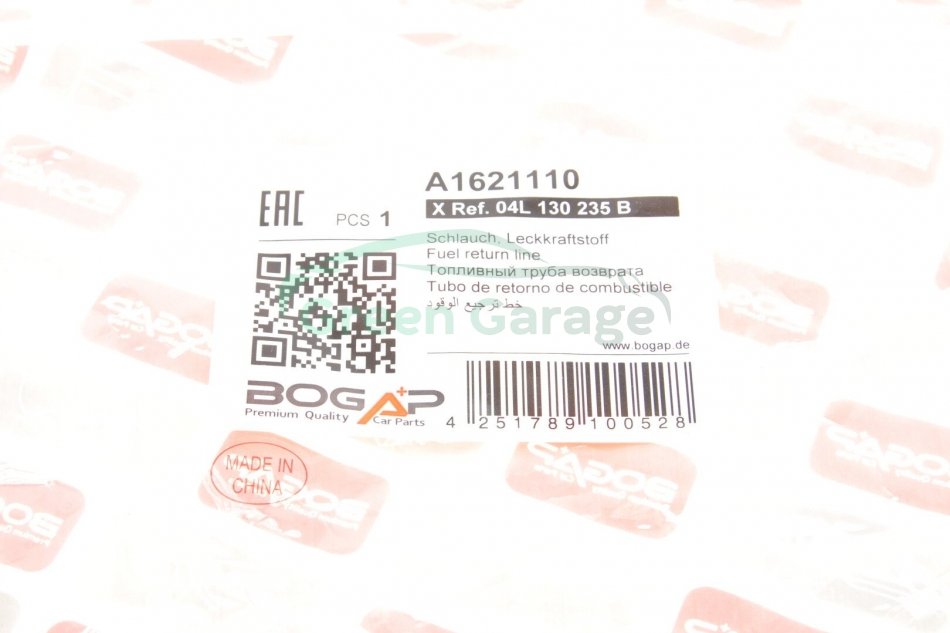 A1621110
X Ref. 04L 130 235 B
EAC
PCS 1
Schlauch, Leckkraftstoff
Fuel return line
Топливный труба возврата
Tubo de retorno de combustible
خط ترجيع الوقود
Green Garage
www.bogap.de
BOGAP
Premium Quality
Car Parts
4 251789 100528
MADE IN
CHINA